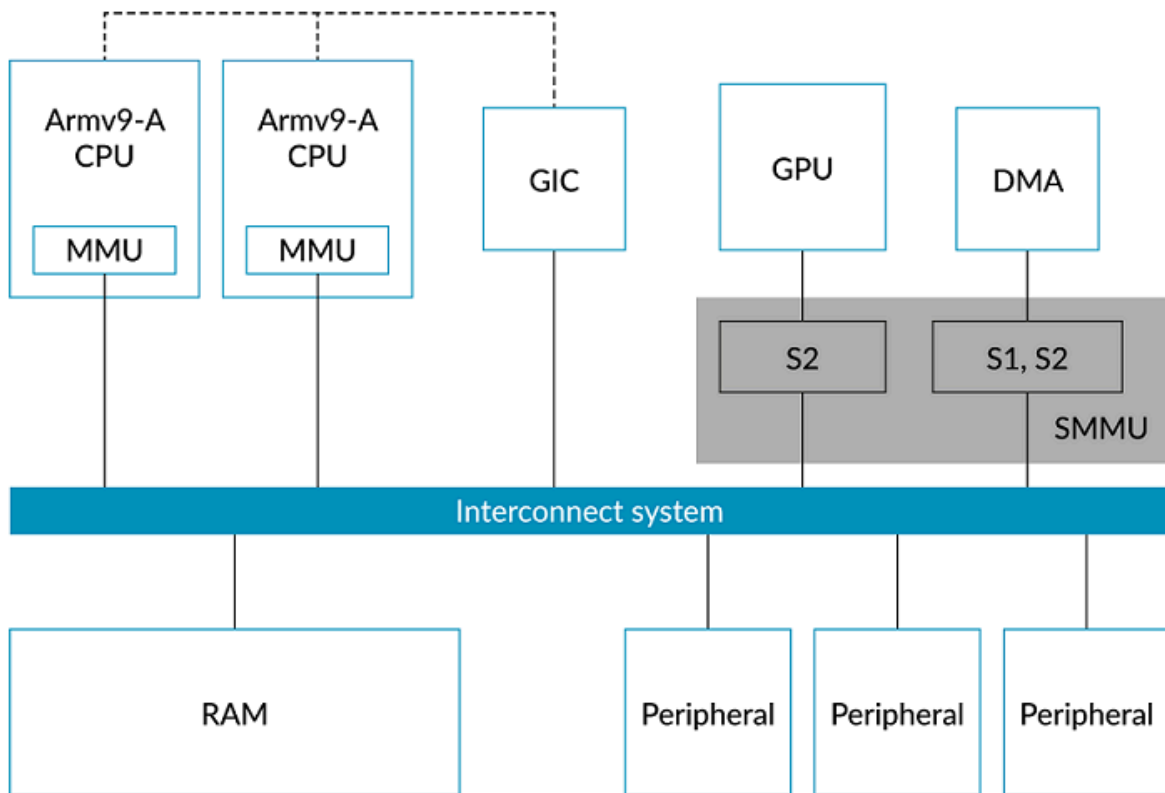 Armv9-A
CPU
MMU
Armv9-A
CPU
MMU
GIC
GPU
DMA
S2
S1, S2
SMMU
Interconnect system
RAM
Peripheral
Peripheral
Peripheral